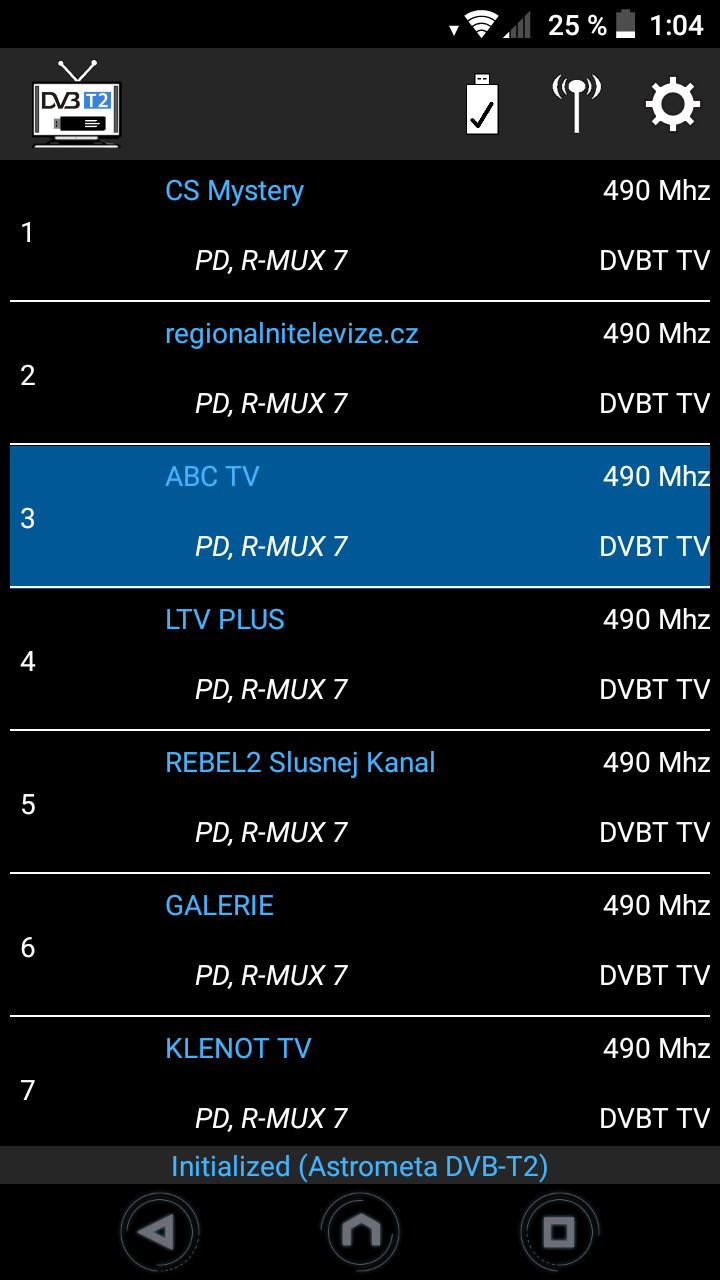 25 % 1:04
DVB T2
CS Mystery 490 Mhz
1
PD, R-MUX 7 DVBT TV
regionalnitelevize.cz 490 Mhz
2
PD, R-MUX 7 DVBT TV
ABC TV 490 Mhz
3
PD, R-MUX 7 DVBT TV
LTV PLUS 490 Mhz
4
PD, R-MUX 7 DVBT TV
REBEL2 Slusnej Kanal 490 Mhz
5
PD, R-MUX 7 DVBT TV
GALERIE 490 Mhz
6
PD, R-MUX 7 DVBT TV
KLENOT TV 490 Mhz
7
PD, R-MUX 7 DVBT TV
Initialized (Astrometa DVB-T2)